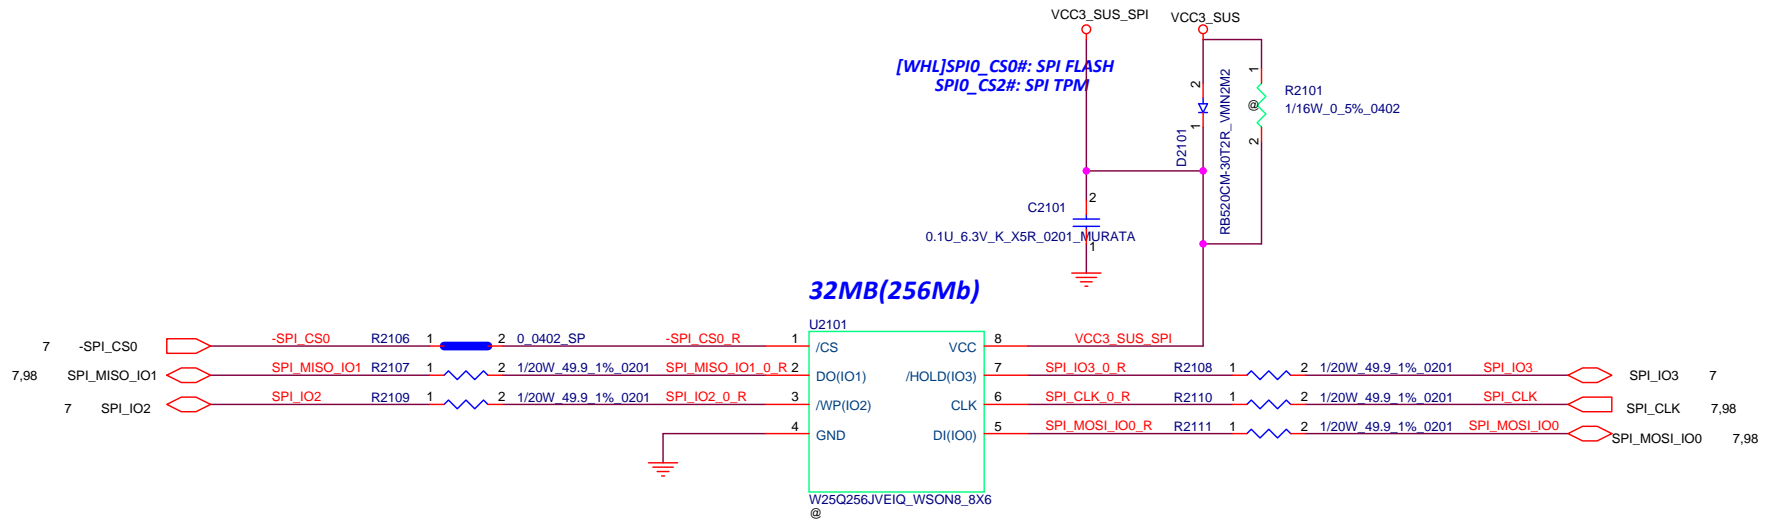 VCC3_SUS_SPI
VCC3_SUS
[WHL]SPI0_CS0#: SPI FLASH
SPI0_CS2#: SPI TPM
2
1
D2101
RB520CM-30T2R_VMN2M2
1
@
2
R2101
1/16W_0_5%_0402
C2101
2
0.1U_6.3V_K_X5R_0201_MURATA
1
32MB(256Mb)
U2101
7 -SPI_CS0 -SPI_CS0 R2106 1 2 0_0402_SP -SPI_CS0_R 1 /CS VCC 8 VCC3_SUS_SPI
7,98 SPI_MISO_IO1 SPI_MISO_IO1 R2107 1 2 1/20W_49.9_1%_0201 SPI_MISO_IO1_0_R 2 DO(IO1) /HOLD(IO3) 7 SPI_IO3_0_R R2108 1 2 1/20W_49.9_1%_0201 SPI_IO3 SPI_IO3 7
7 SPI_IO2 SPI_IO2 R2109 1 2 1/20W_49.9_1%_0201 SPI_IO2_0_R 3 /WP(IO2) CLK 6 SPI_CLK_0_R R2110 1 2 1/20W_49.9_1%_0201 SPI_CLK SPI_CLK 7,98
4 GND DI(IO0) 5 SPI_MOSI_IO0_R R2111 1 2 1/20W_49.9_1%_0201 SPI_MOSI_IO0 SPI_MOSI_IO0 7,98
W25Q256JVEIQ_WSON8_8X6
@